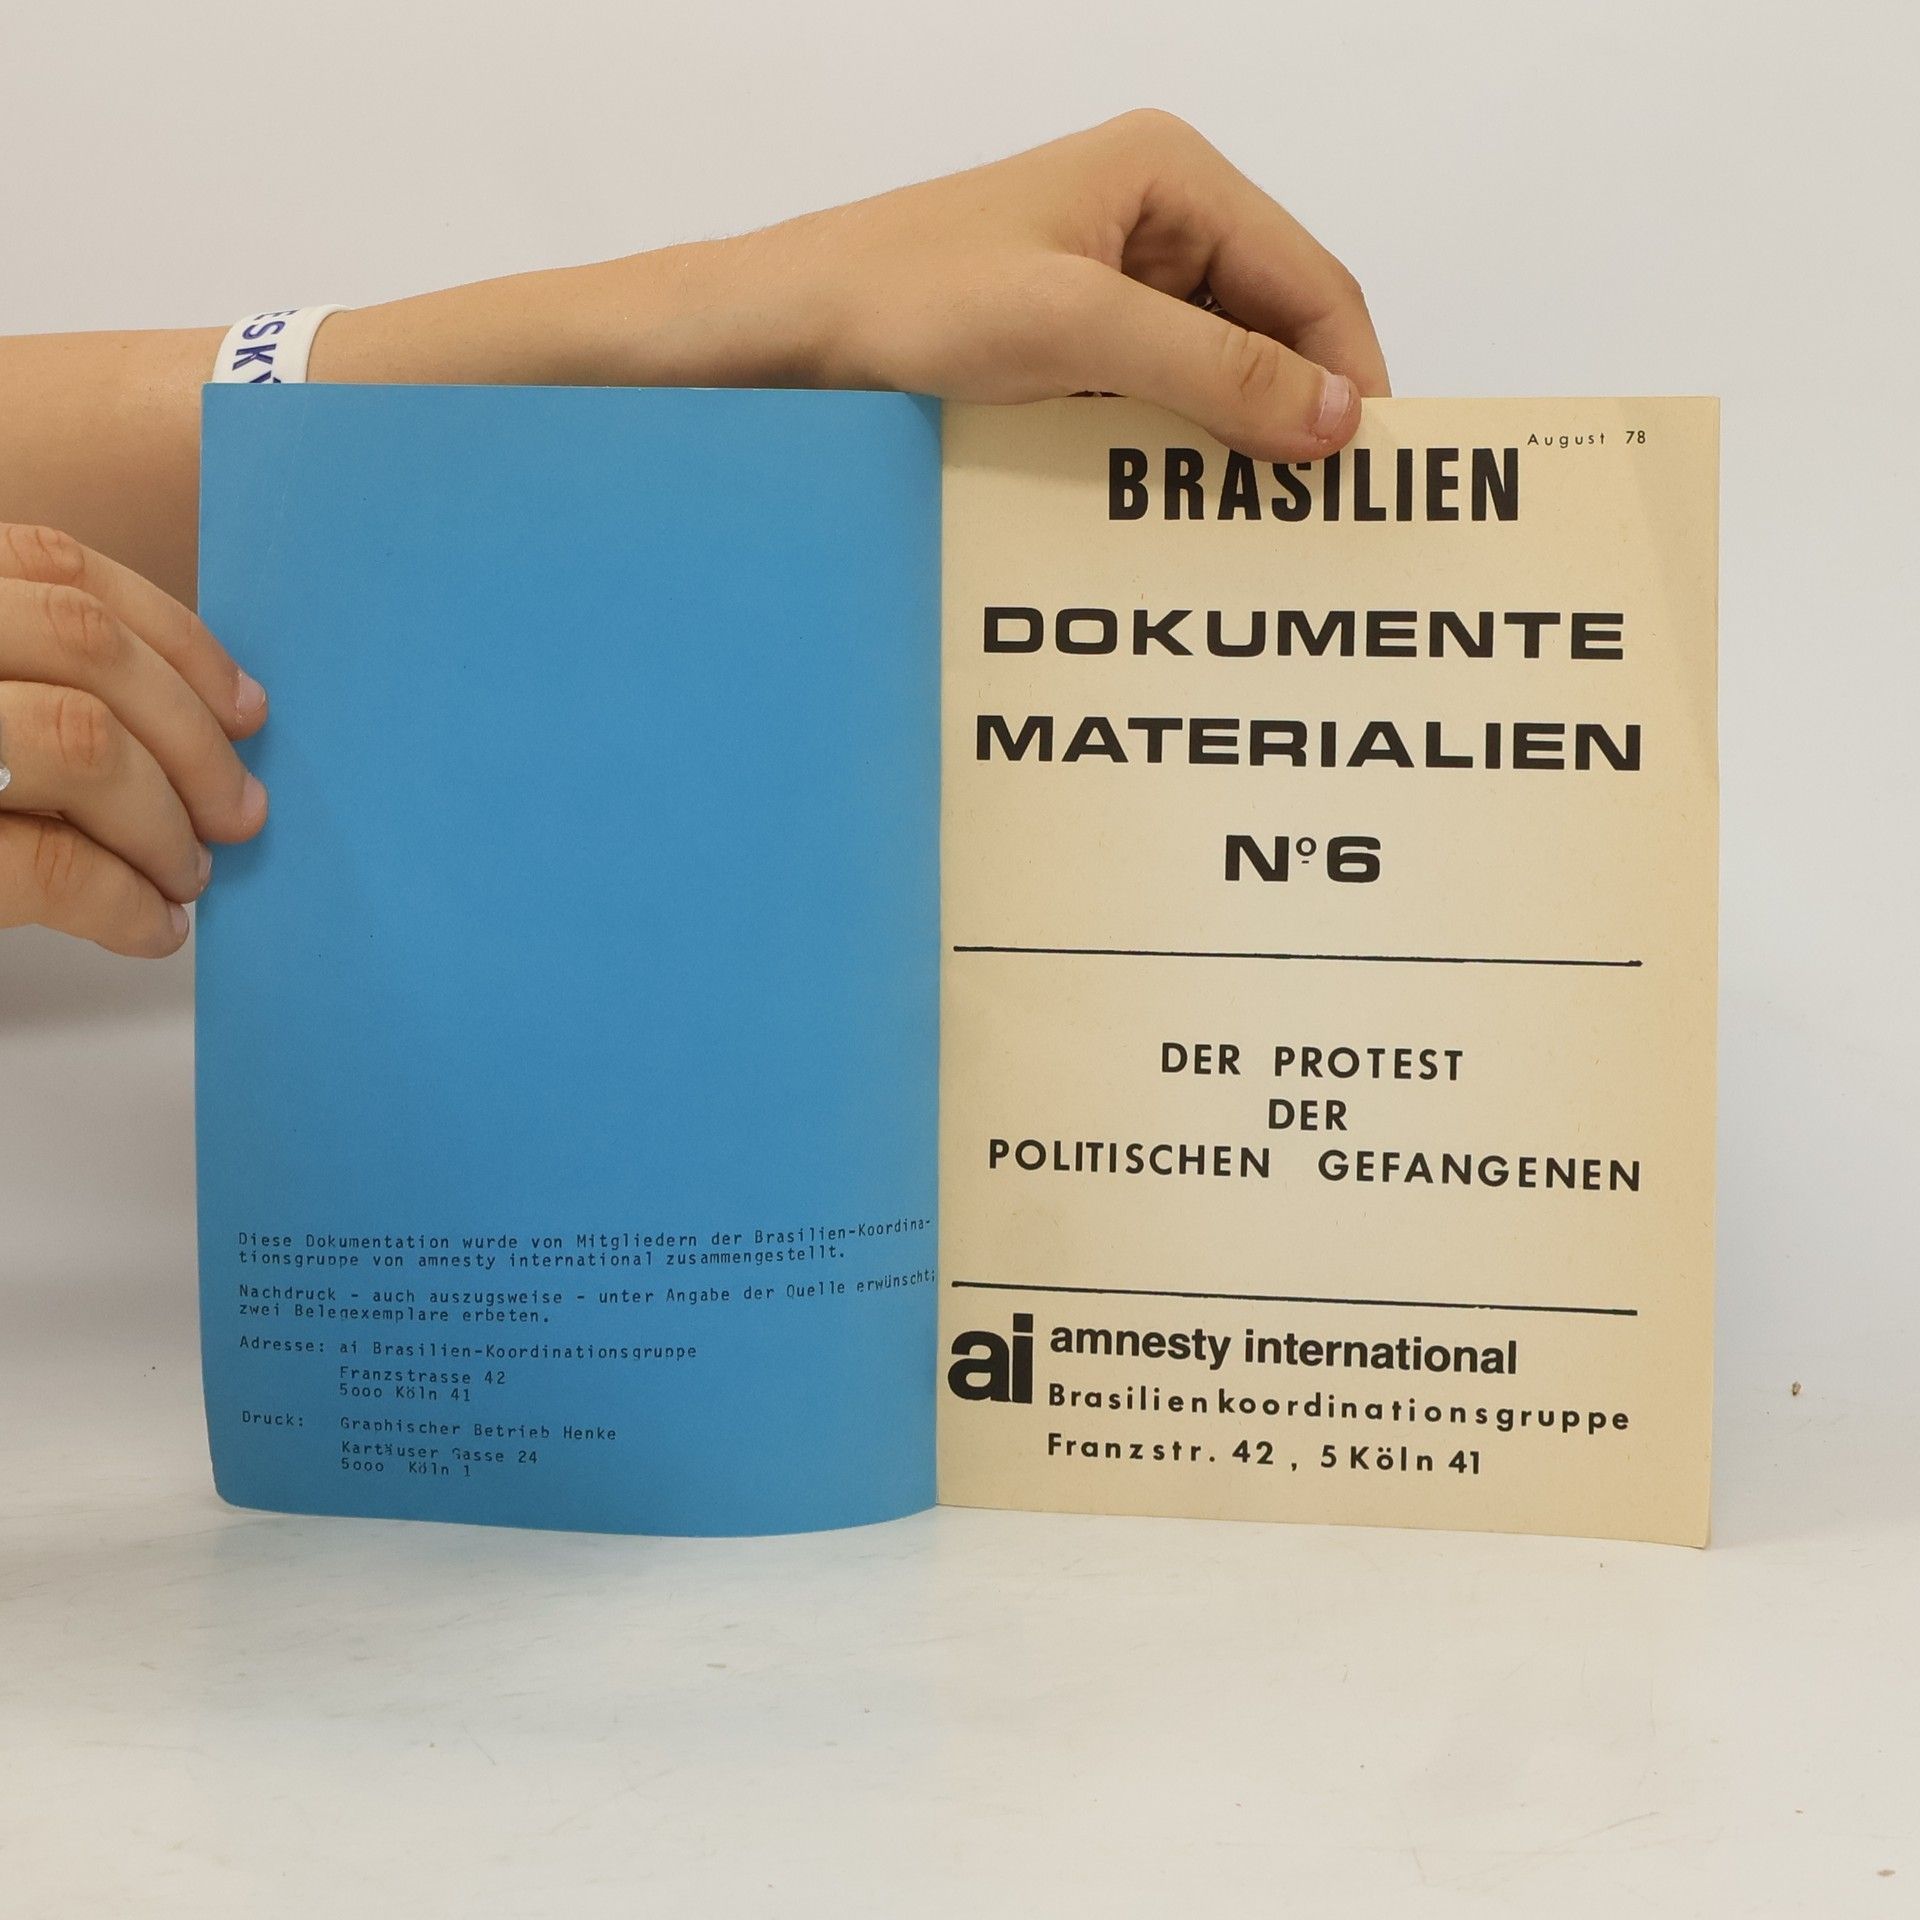 ESK
Diese Dokumentation wurde von Mitgliedern der Brasilien-Koordina-
tionsgruppe von amnesty international zusammengestellt.
Nachdruck - auch auszugsweise - unter Angabe der Quelle erwünscht;
zwei Belegexemplare erbeten.
Adresse: ai Brasilien-Koordinationsgruppe
Franzstrasse 42
5000 Köln 41
Druck: Graphischer Betrieb Henke
Kartäuser Gasse 24
5000 Köln 1
August 78
BRASILIEN
DOKUMENTE
MATERIALIEN
Nº6
DER PROTEST
DER
POLITISCHEN GEFANGENEN
ai amnesty international
Brasilienkoordinationsgruppe
Franzstr. 42, 5 Köln 41